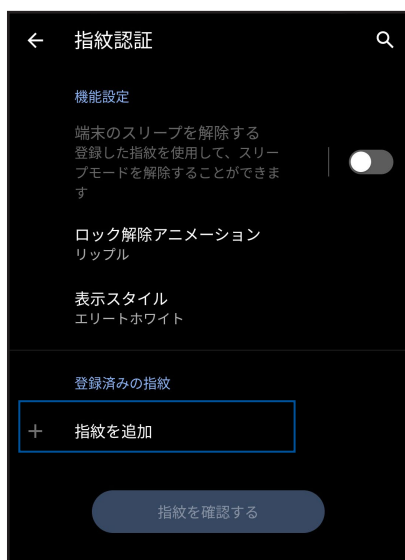 指紋認証
機能設定
端末のスリープを解除する
登録した指紋を使用して、スリー
プモードを解除することができま
す
ロック解除アニメーション
リップル
表示スタイル
エリートホワイト
登録済みの指紋
指紋を追加
指紋を確認する